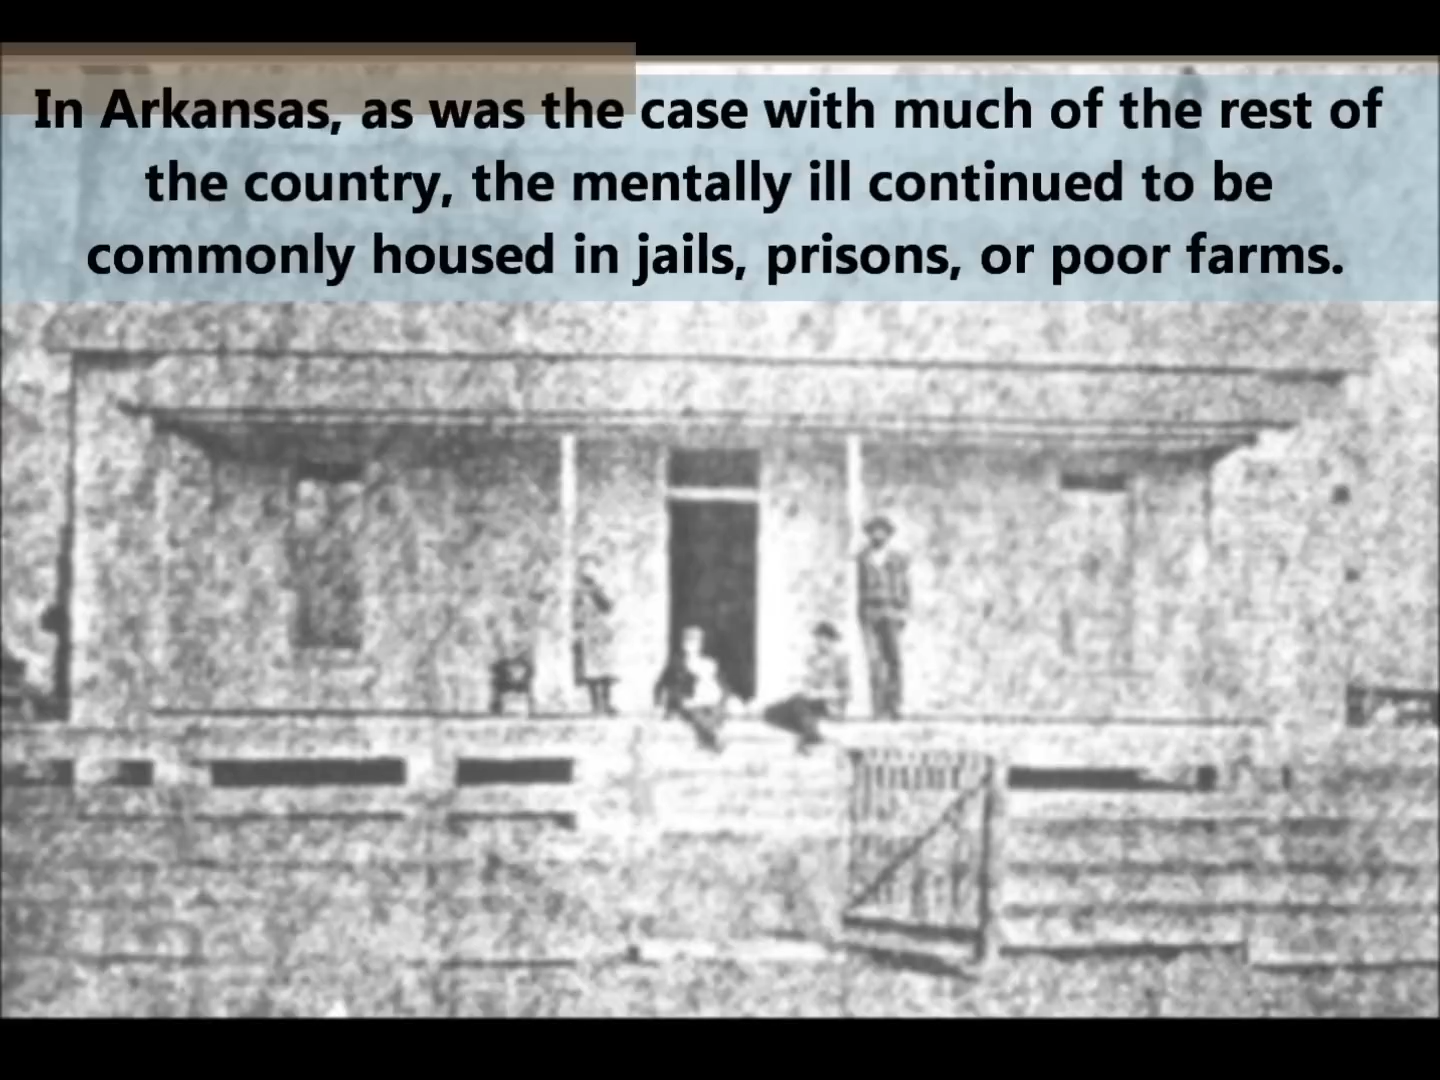 In Arkansas, as was the case with much of the rest of
the country, the mentally ill continued to be
commonly housed in jails, prisons, or poor farms.